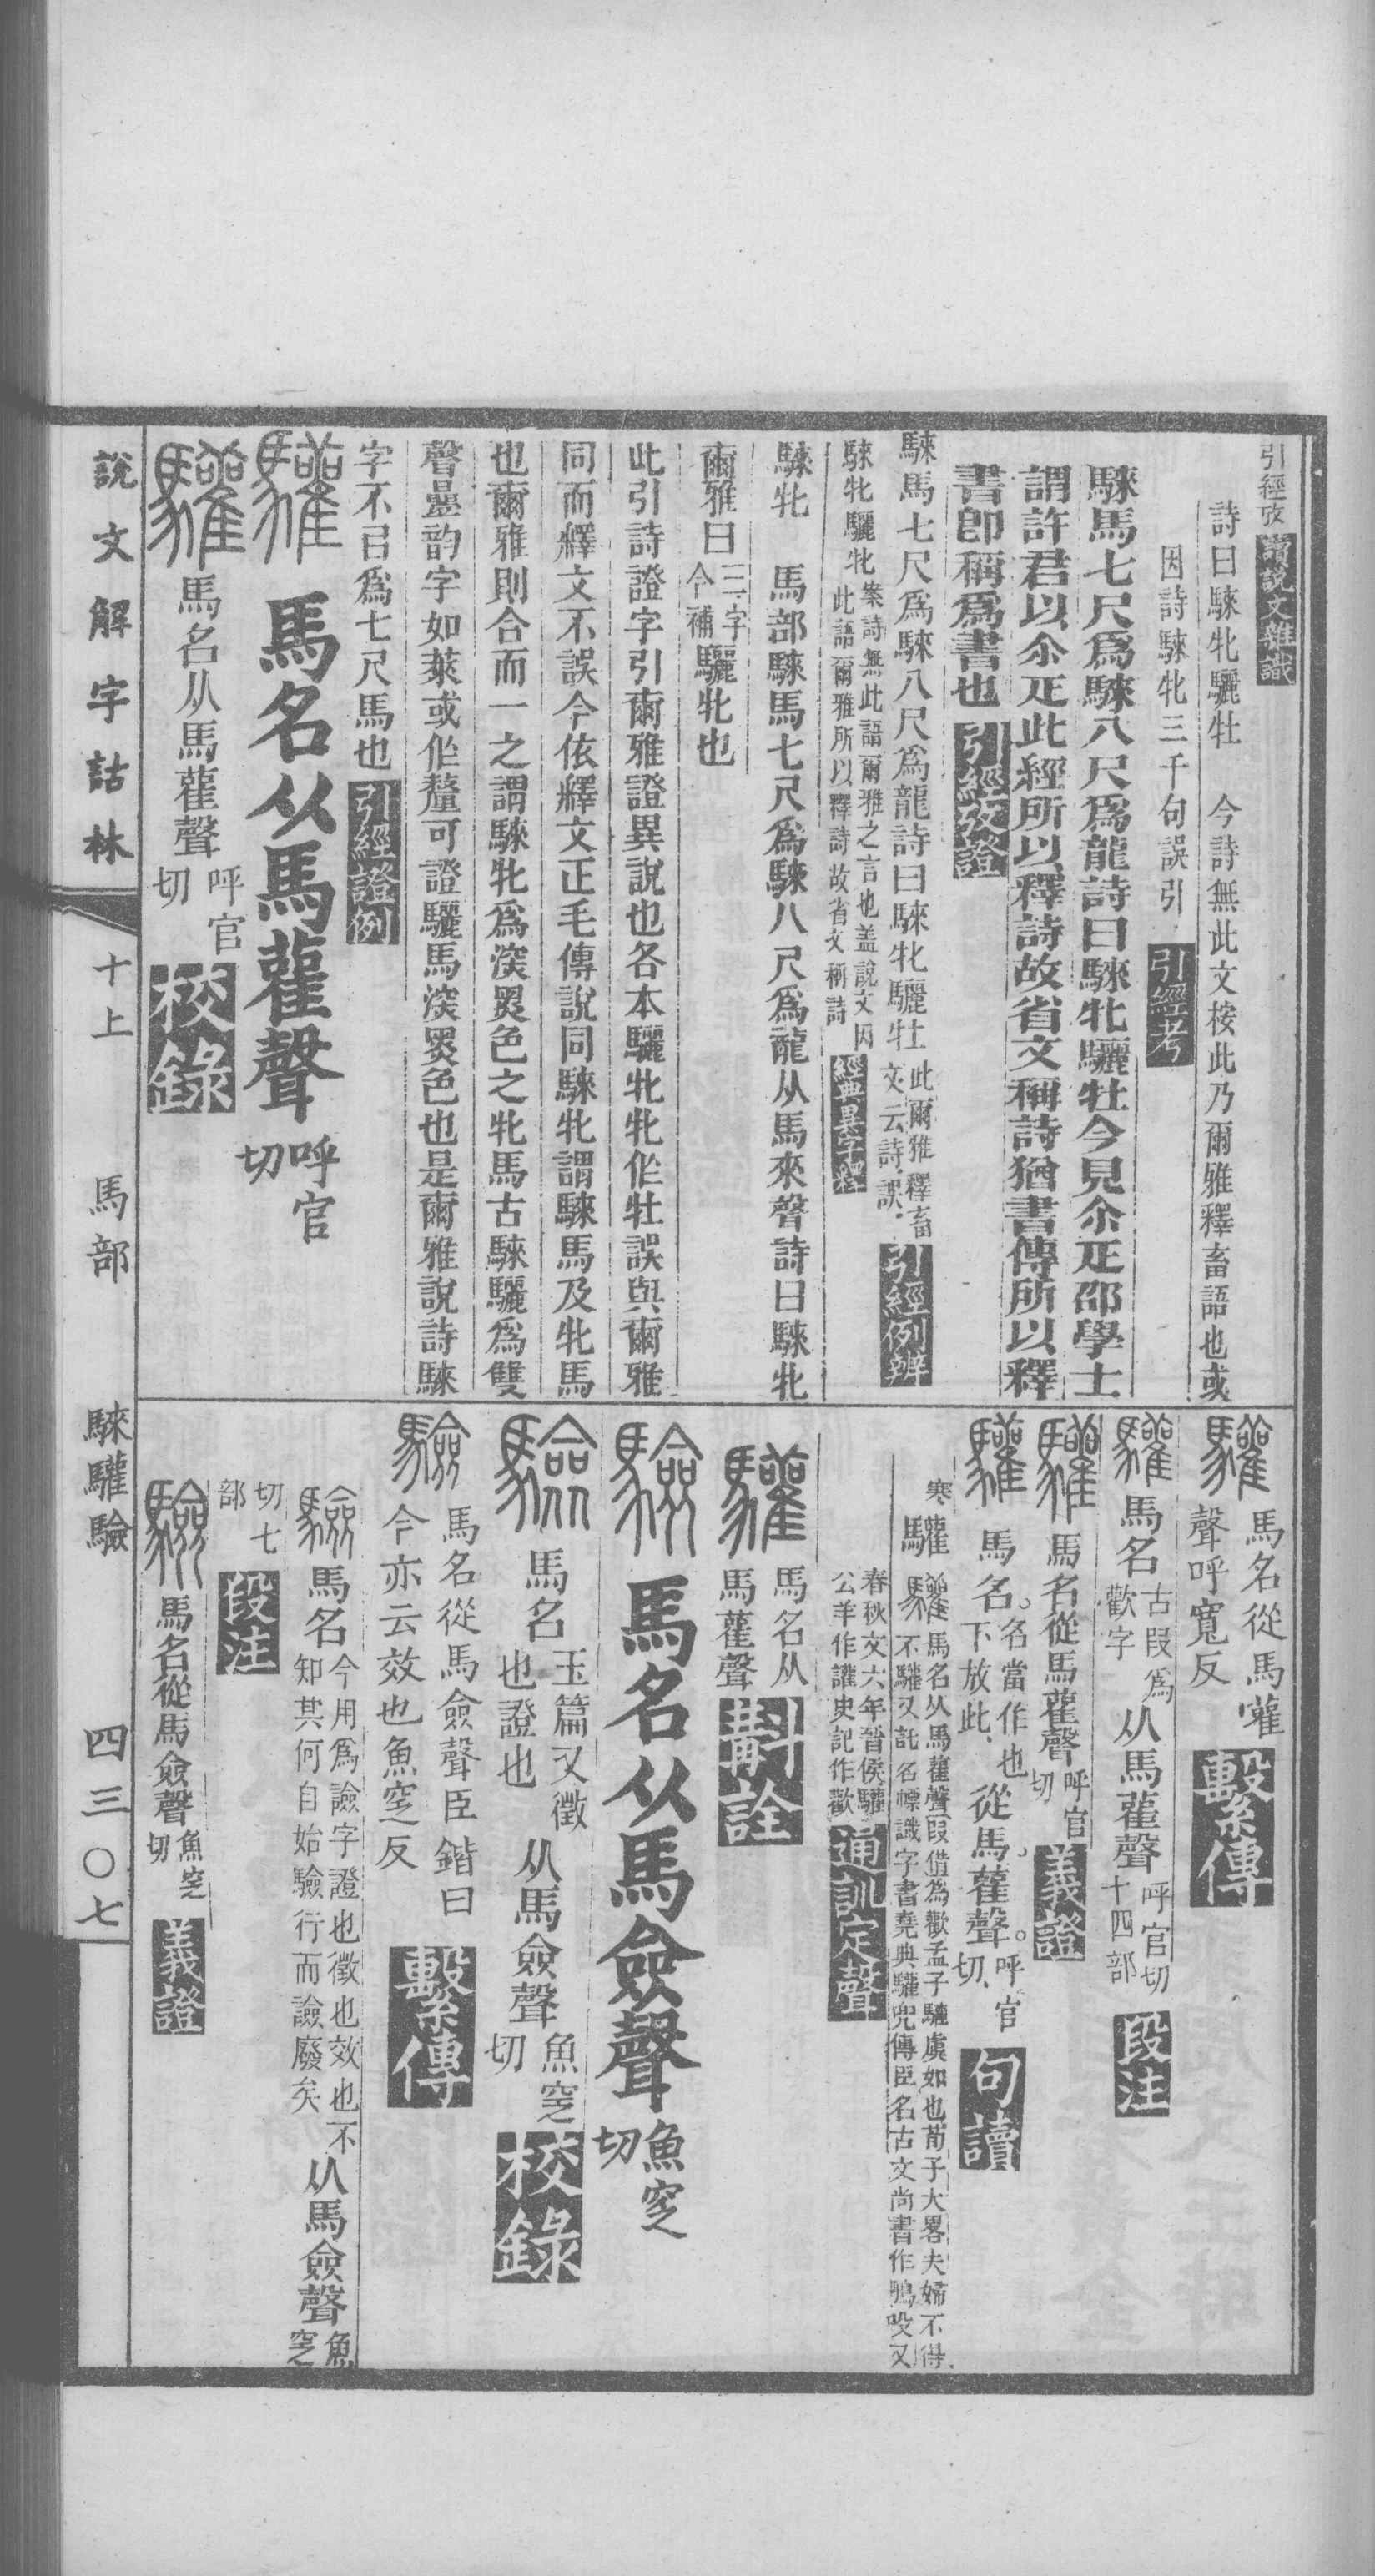 引經攷讀說文雜識
詩曰騋牝驪牡　今詩無此文按此乃爾雅釋畜語也或
因詩騋牝三千句誤引引經考
騋馬七尺爲騋八尺爲龍詩曰騋牝驪牡今見尒疋邵學士
謂許君以尒疋此經所以釋詩故省文稱詩猶書傳所以釋
書卽稱爲書也引經攷證
騋馬七尺爲騋八尺爲龍詩曰騋牝驪牡此爾雅釋畜文云詩誤引經例辨
騋牝驪牝案詩無此語爾雅之言也蓋說文因此語爾雅所以釋詩故省文稱詩經典異字釋
騋牝　馬部騋馬七尺爲騋八尺爲龍从馬來聲詩曰騋牝
爾雅曰三字今補驪牝也
此引詩證字引爾雅證異說也各本驪牝牝作牡誤與爾雅
同而釋文不誤今依釋文正毛傳說同騋牝謂騋馬及牝馬
也爾雅則合而一之謂騋牝爲深黑色之牝馬古騋驪爲雙
聲曡韵字如萊或作釐可證驪馬深黑色也是爾雅說詩騋
字不㠯爲七尺馬也引經證例
驩馬名从馬雚聲呼官切
驩馬名从馬雚聲呼官切校錄
驩馬名從馬雚聲呼寬反繫傳
驩馬名古叚爲歡字从馬雚聲呼官切十四部段注
驩馬名從馬雚聲呼官切義證
驩馬名。名當作也下放此從馬雚聲。呼官切句讀
寒驩驩馬名从馬雚聲叚借爲歡孟子驩虞如也荀子大畧夫婦不得不驩又託名幖識字書堯典驩兜傳臣名古文尚書作鴅吺又
春秋文六年晉侯驩公羊作讙史記作歡通訓定聲
驩馬名从馬雚聲斠詮
驗馬名从馬僉聲魚窆切
驗馬名玉篇又徵也證也从馬僉聲魚窆切校錄
驗馬名從馬僉聲臣鍇曰今亦云效也魚窆反繫傳
驗馬名今用爲譣字證也徵也效也不知其何自始驗行而譣廢矣从馬僉聲魚窆
切七部段注
驗馬名從馬僉聲魚窆切義證
說文解字詁林　十上　馬部　騋驩驗　四三〇七